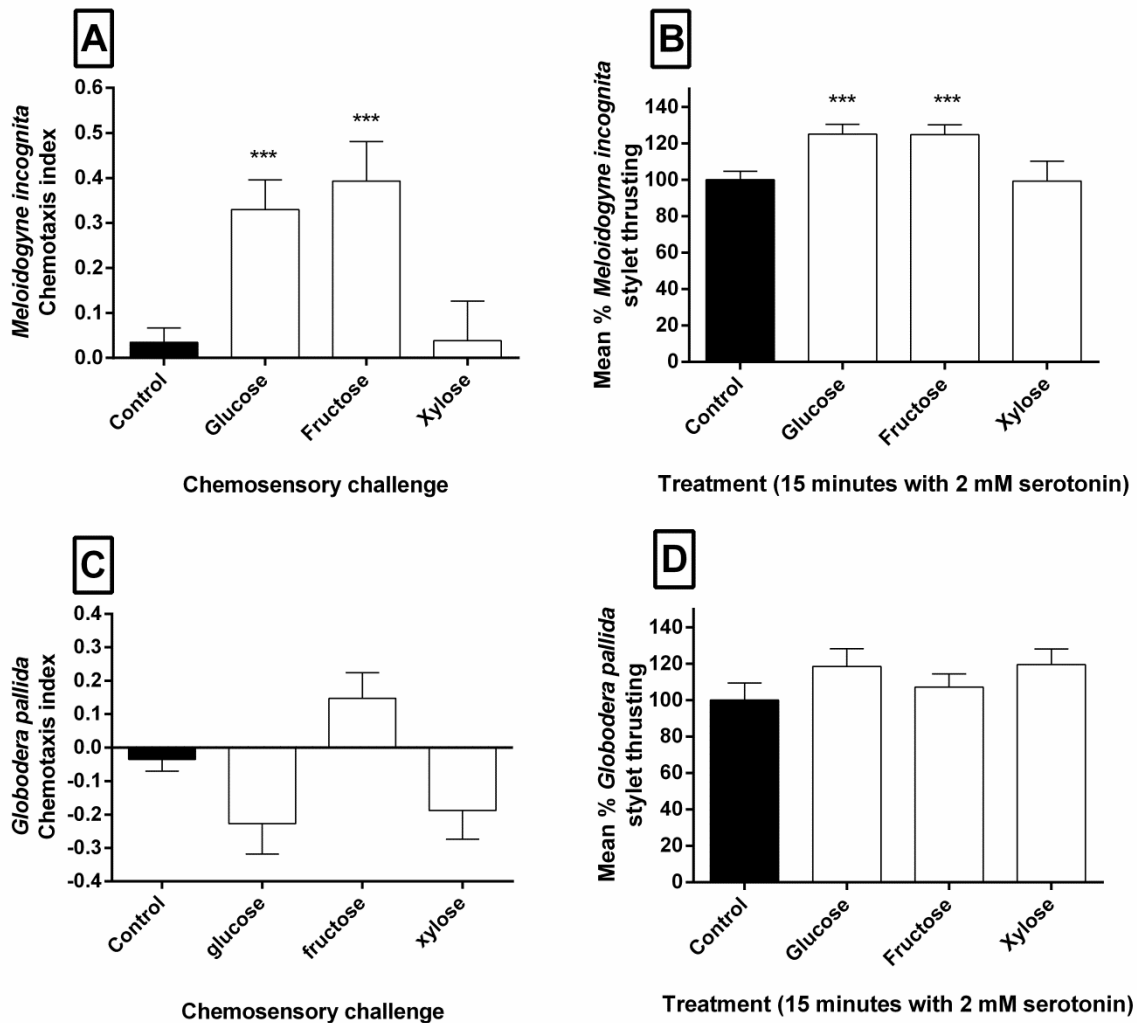 A
Meloidogyne incognita
Chemotaxis index
0.6
0.5
0.4
0.3
0.2
0.1
0.0
***
***
Control
Glucose
Fructose
Xylose
Chemosensory challenge
B
Mean % Meloidogyne incognita
stylet thrusting
140
120
100
80
60
40
20
0
***
***
Control
Glucose
Fructose
Xylose
Treatment (15 minutes with 2 mM serotonin)
C
Globodera pallida
Chemotaxis index
0.4
0.3
0.2
0.1
0.0
-0.1
-0.2
-0.3
-0.4
Control
glucose
fructose
xylose
Chemosensory challenge
D
Mean % Globodera pallida
stylet thrusting
140
120
100
80
60
40
20
0
Control
Glucose
Fructose
Xylose
Treatment (15 minutes with 2 mM serotonin)